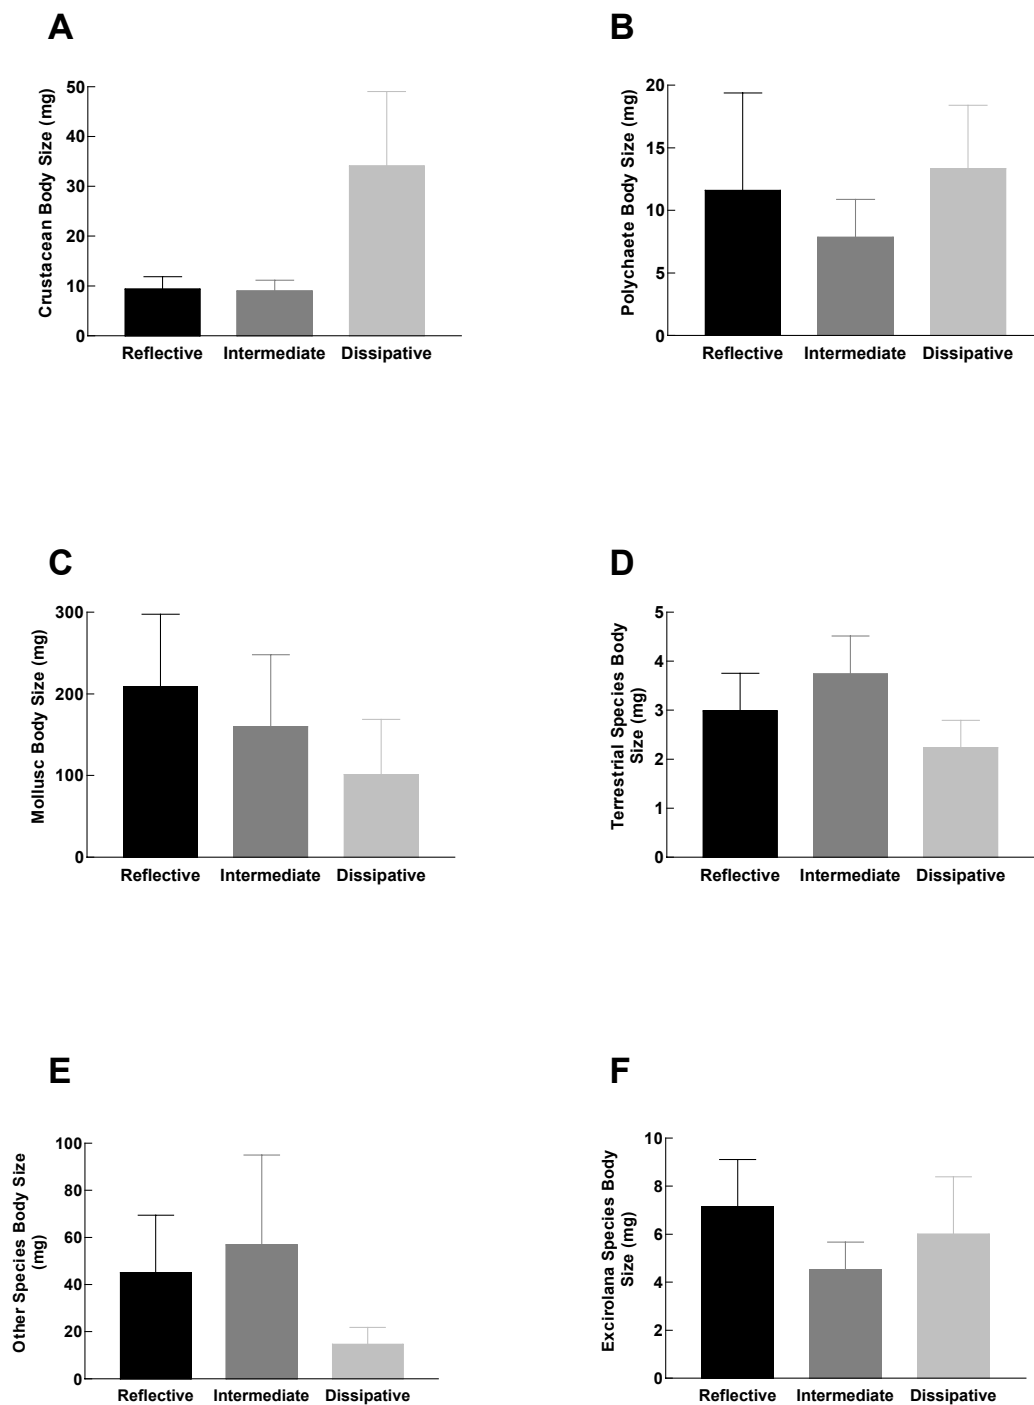 A
Crustacean Body Size (mg)
50
40
30
20
10
0
Reflective Intermediate Dissipative
B
Polychaete Body Size (mg)
20
15
10
5
0
Reflective Intermediate Dissipative
C
Mollusc Body Size (mg)
300
200
100
0
Reflective Intermediate Dissipative
D
Terrestrial Species Body
Size (mg)
5
4
3
2
1
0
Reflective Intermediate Dissipative
E
Other Species Body Size
(mg)
100
80
60
40
20
0
Reflective Intermediate Dissipative
F
Excirolana Species Body
Size (mg)
10
8
6
4
2
0
Reflective Intermediate Dissipative